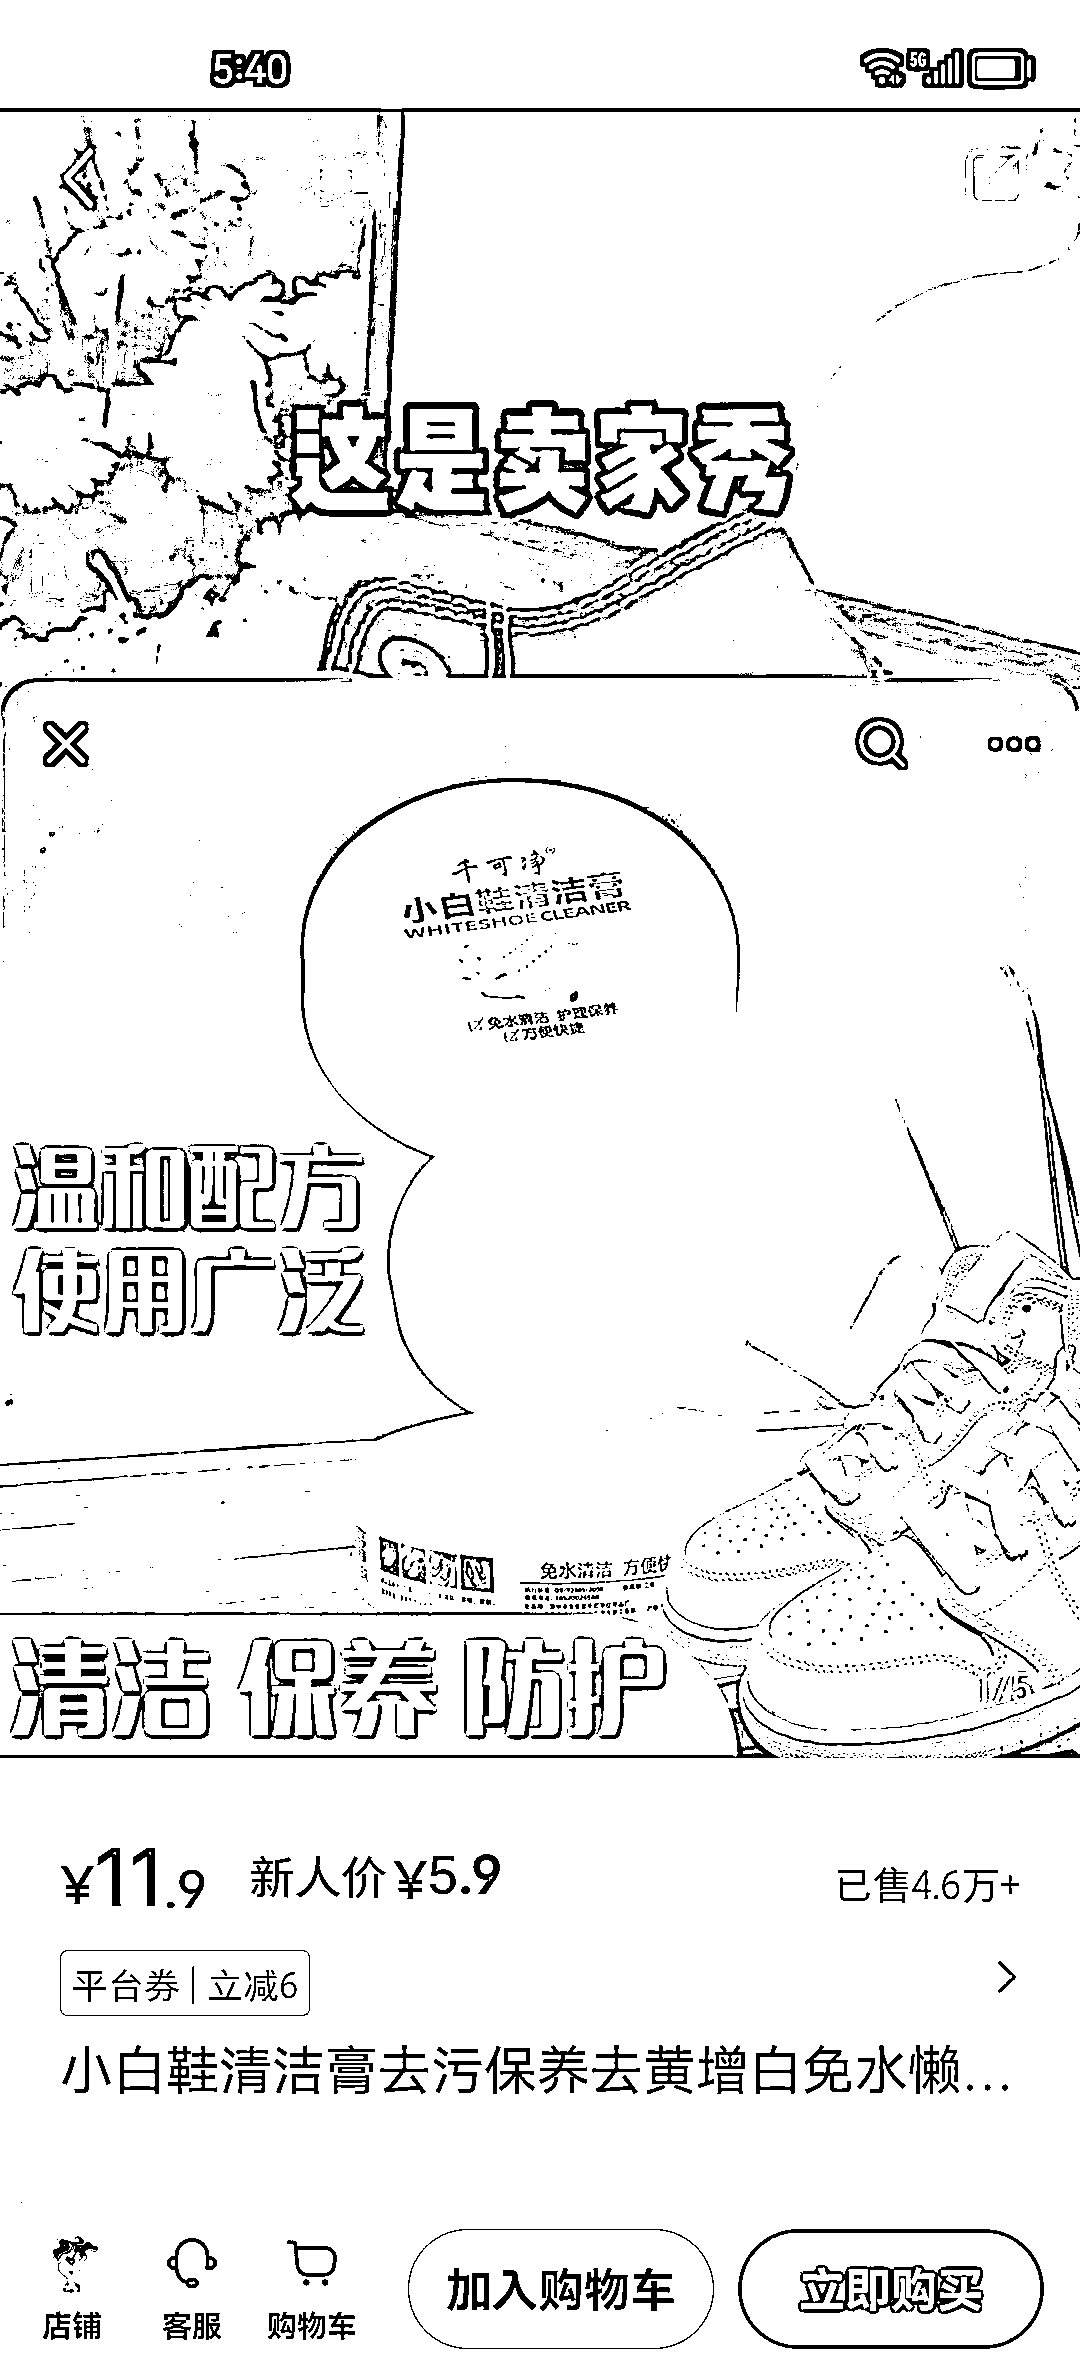 5:40
5G
这是卖家秀
千可净
小白鞋清洁膏
WHITESHOE CLEANER
免水清洁 护理保养
方便快速
温和配方
使用广泛
免水清洁 方便快
清洁 保养 防护
1/45
¥11.9 新人价¥5.9 已售4.6万+
平台券 | 立减6
小白鞋清洁膏去污保养去黄增白免水懒...
店铺 客服 购物车 加入购物车 立即购买